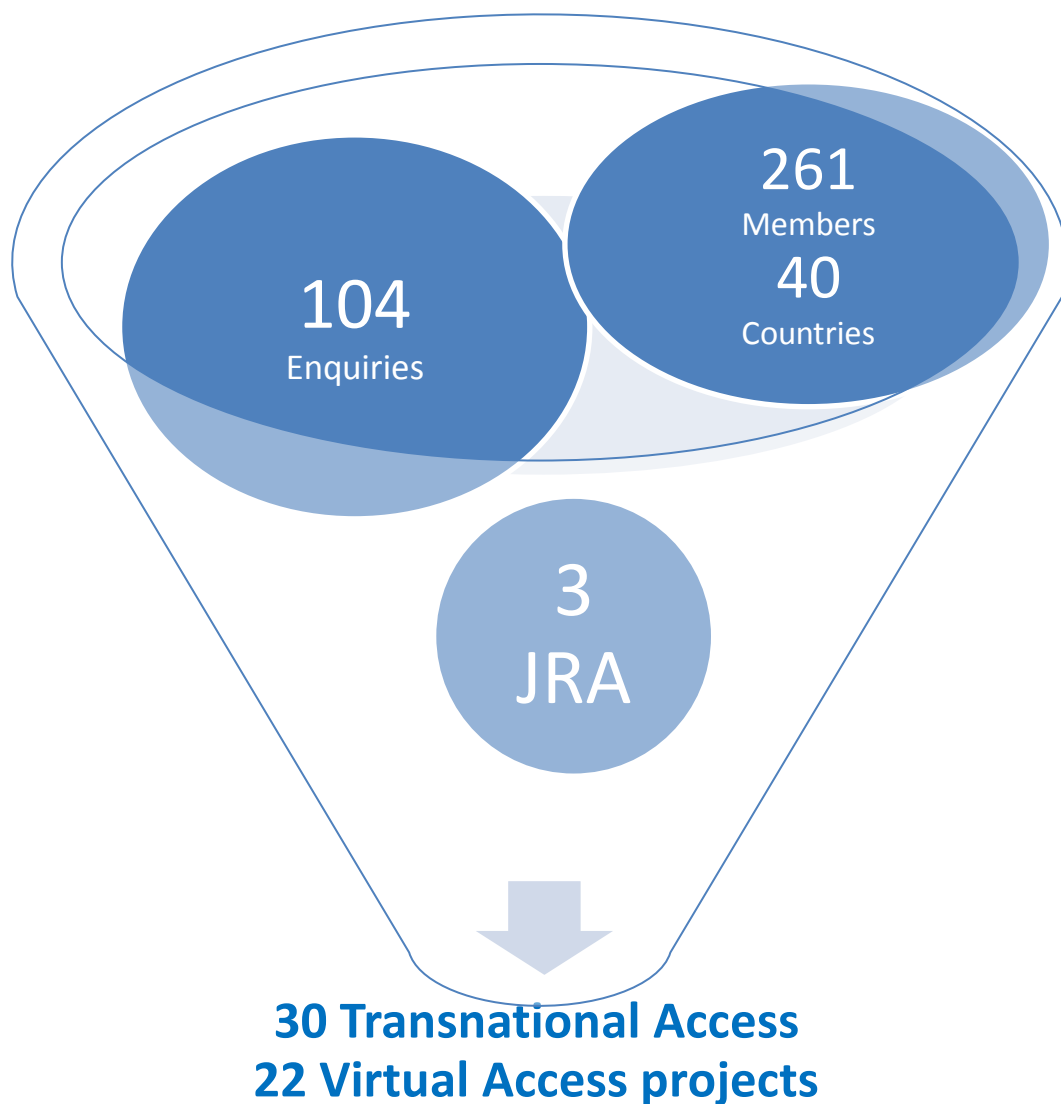 261
Members
40
Countries
104
Enquiries
3
JRA
30 Transnational Access
22 Virtual Access projects